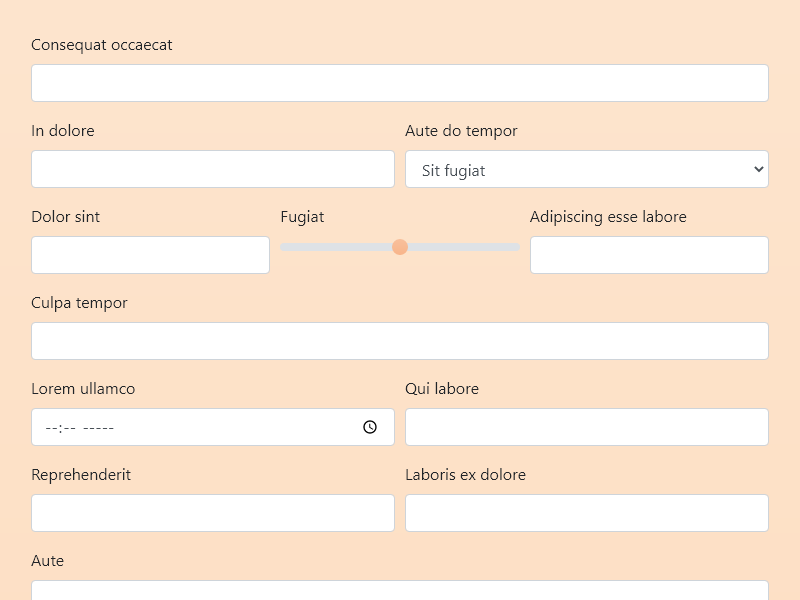 Consequat occaecat
In dolore
Aute do tempor
Sit fugiat
Dolor sint
Fugiat
Adipiscing esse labore
Culpa tempor
Lorem ullamco
Qui labore
--:-- -----
Reprehenderit
Laboris ex dolore
Aute